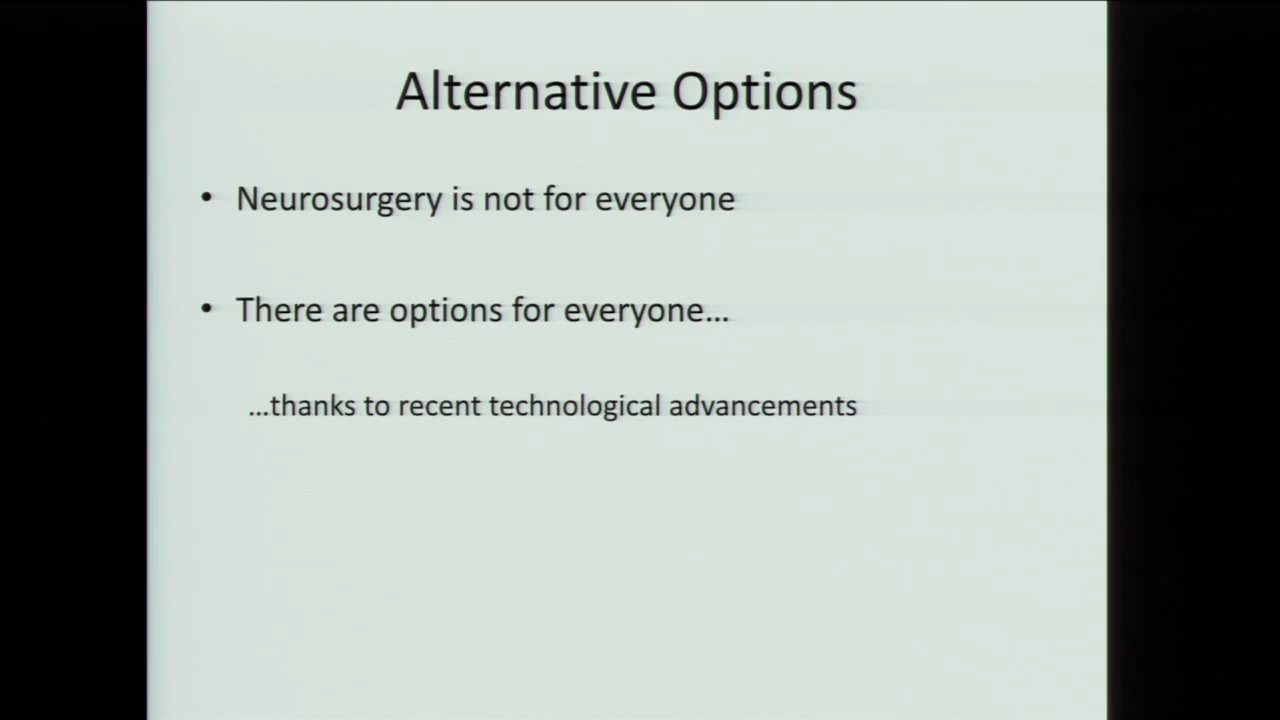 Alternative Options
• Neurosurgery is not for everyone
• There are options for everyone…
…thanks to recent technological advancements